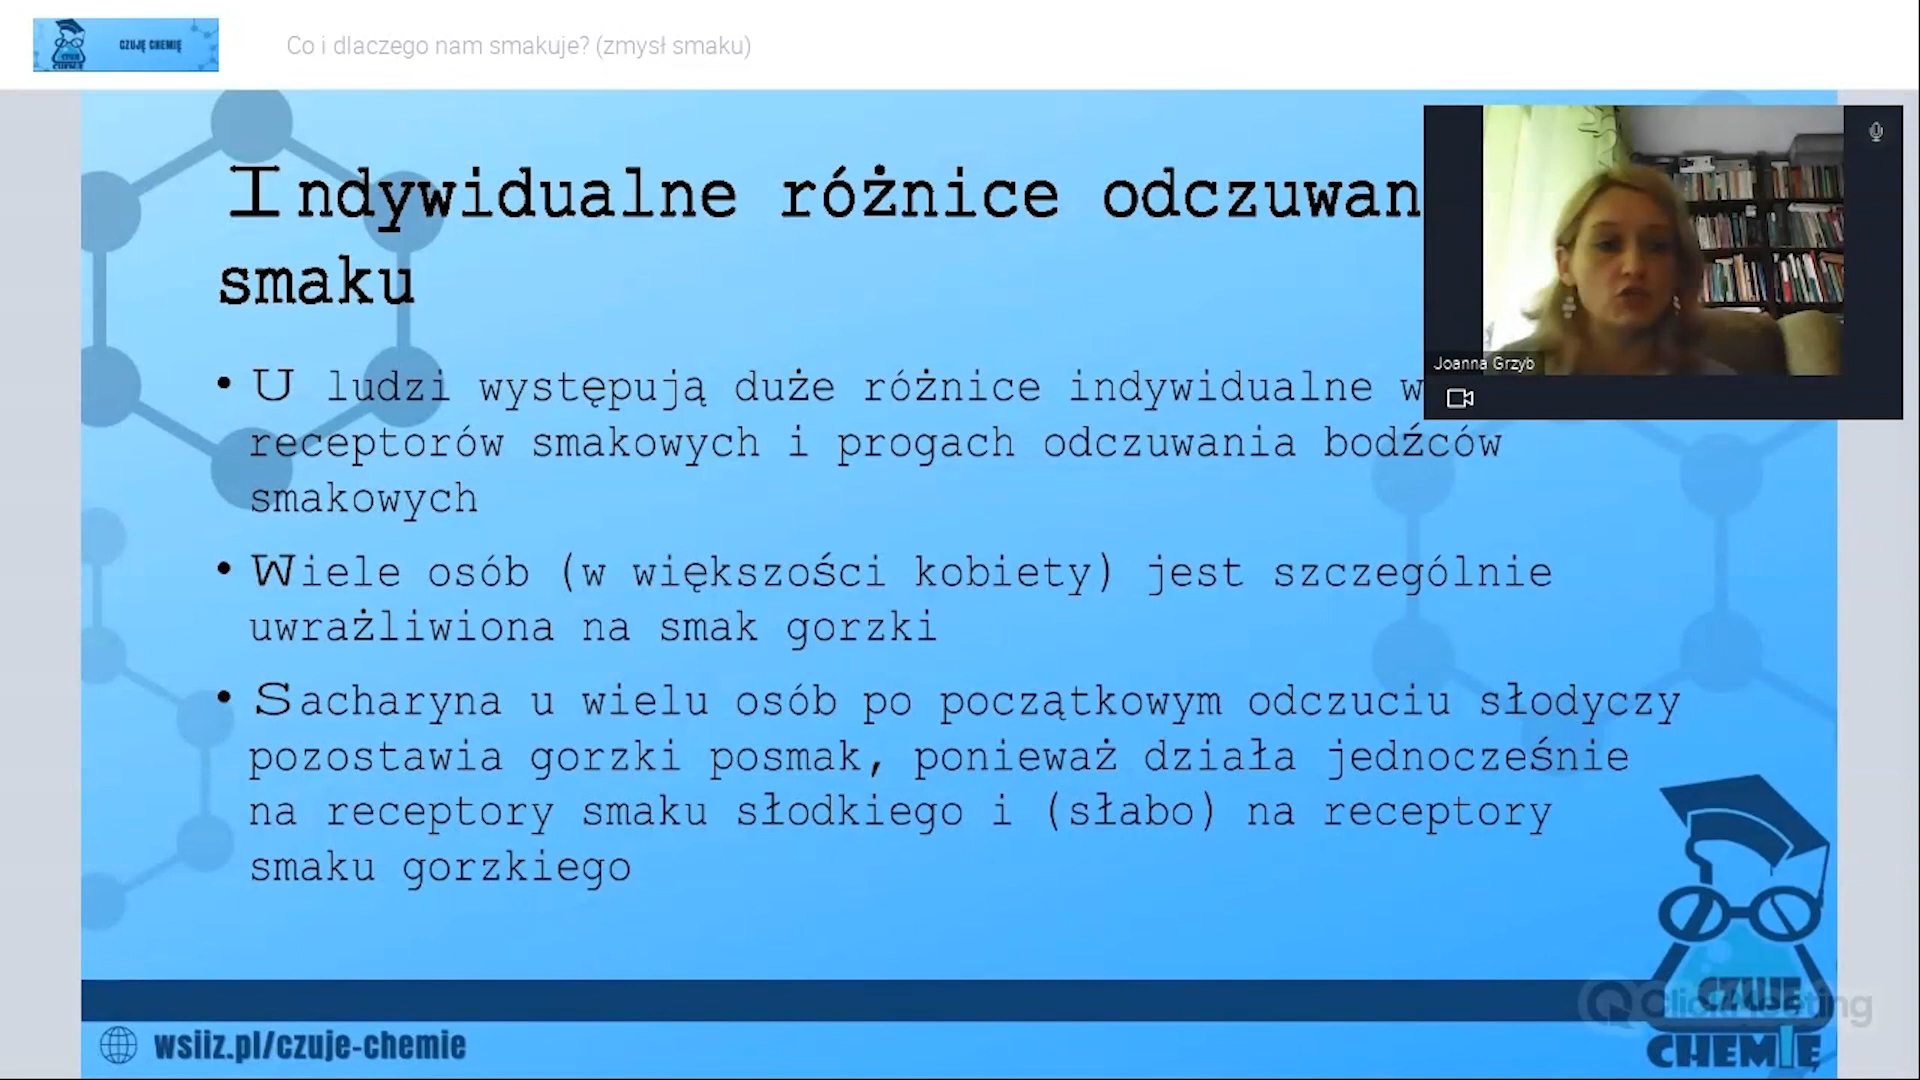 CZUJĘ CHEMIĘ
Co i dlaczego nam smakuje? (zmysł smaku)
Indywidualne różnice odczuwan
smaku
Joanna Grzyb
• U ludzi występują duże różnice indywidualne w
receptorów smakowych i progach odczuwania bodźców
smakowych
• Wiele osób (w większości kobiety) jest szczególnie
uwrażliwiona na smak gorzki
• Sacharyna u wielu osób po początkowym odczuciu słodyczy
pozostawia gorzki posmak, ponieważ działa jednocześnie
na receptory smaku słodkiego i (słabo) na receptory
smaku gorzkiego
CZUJĘ
CHEMIĘ
ClickMeeting
wsiiz.pl/czuje-chemie